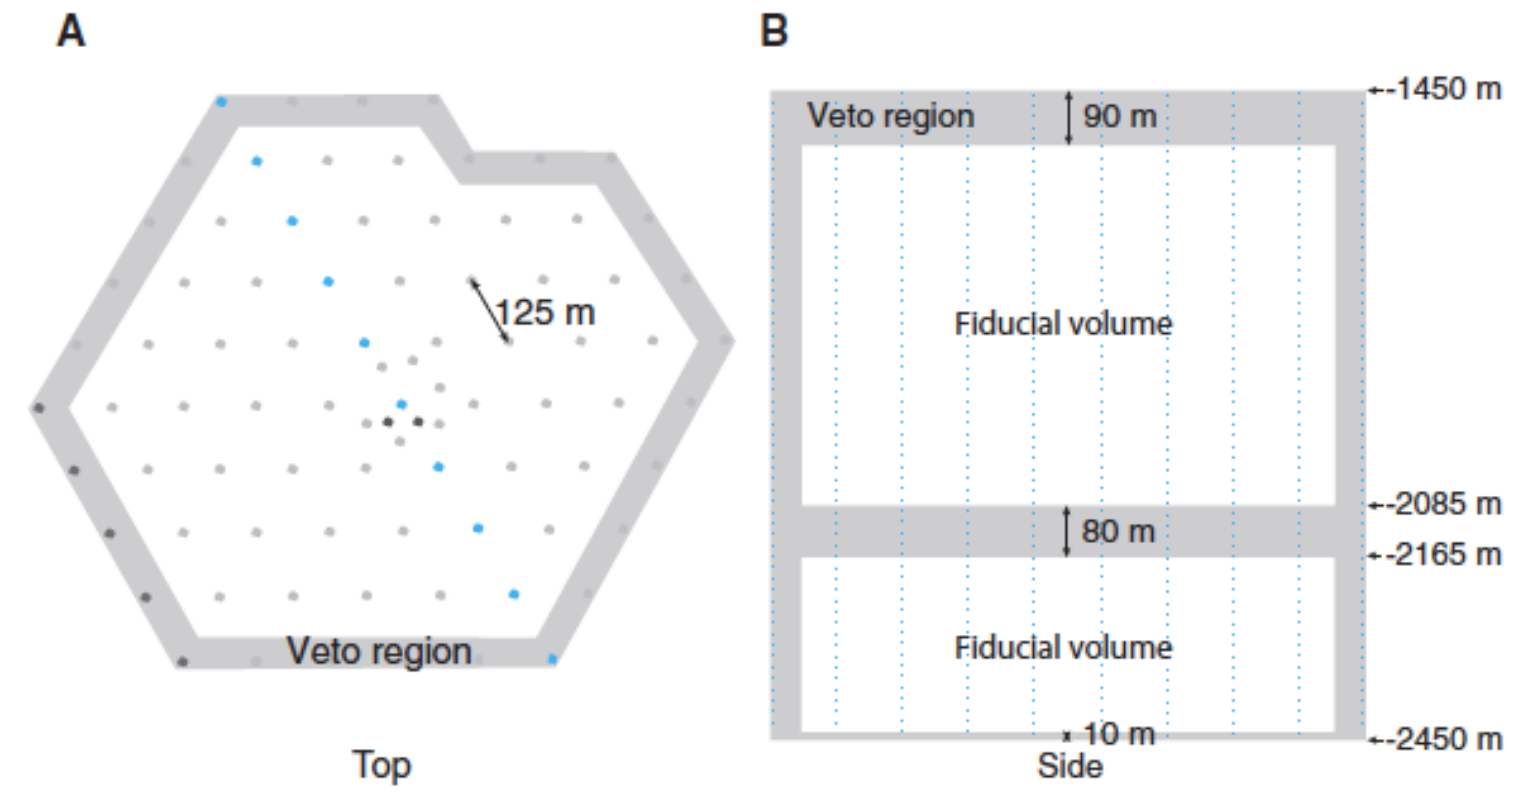 A
B
Veto region
90 m
-1450 m
125 m
Fiducial volume
-2085 m
80 m
-2165 m
Veto region
Fiducial volume
10 m
-2450 m
Top
Side